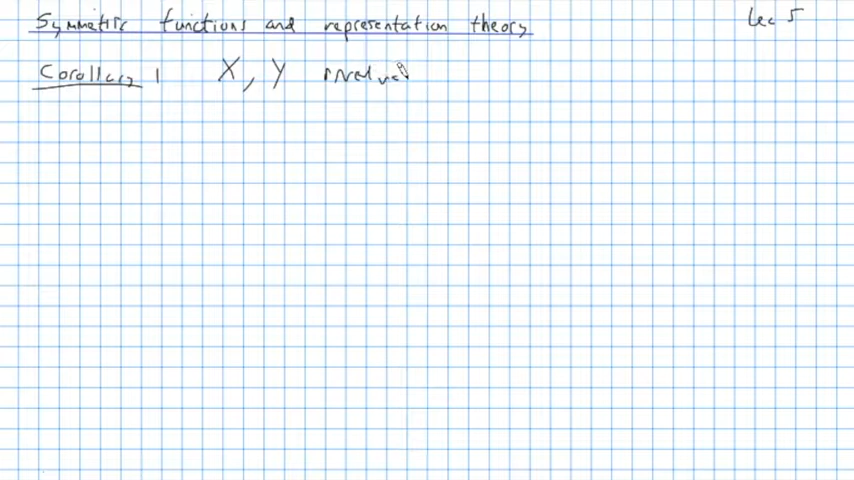 Symmetric functions and representation theory Lec 5
Corollary 1 X, Y